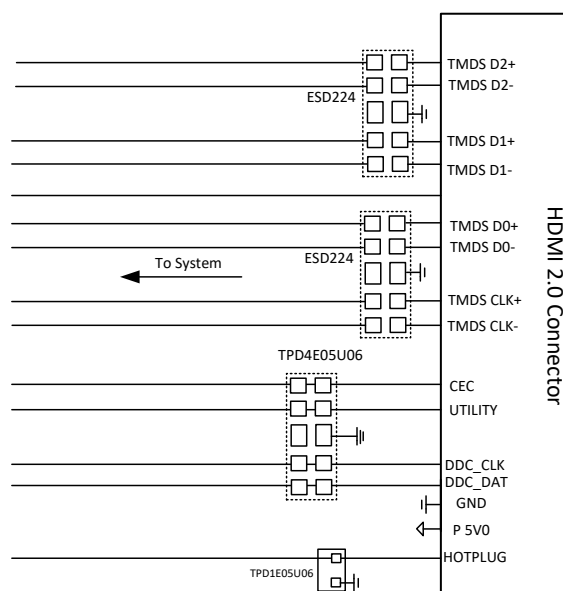 TMDS D2+
TMDS D2-
ESD224
TMDS D1+
TMDS D1-
TMDS D0+
TMDS D0-
ESD224
To System
TMDS CLK+
TMDS CLK-
TPD4E05U06
CEC
UTILITY
DDC_CLK
DDC_DAT
GND
P 5V0
HOTPLUG
TPD1E05U06
HDMI 2.0 Connector